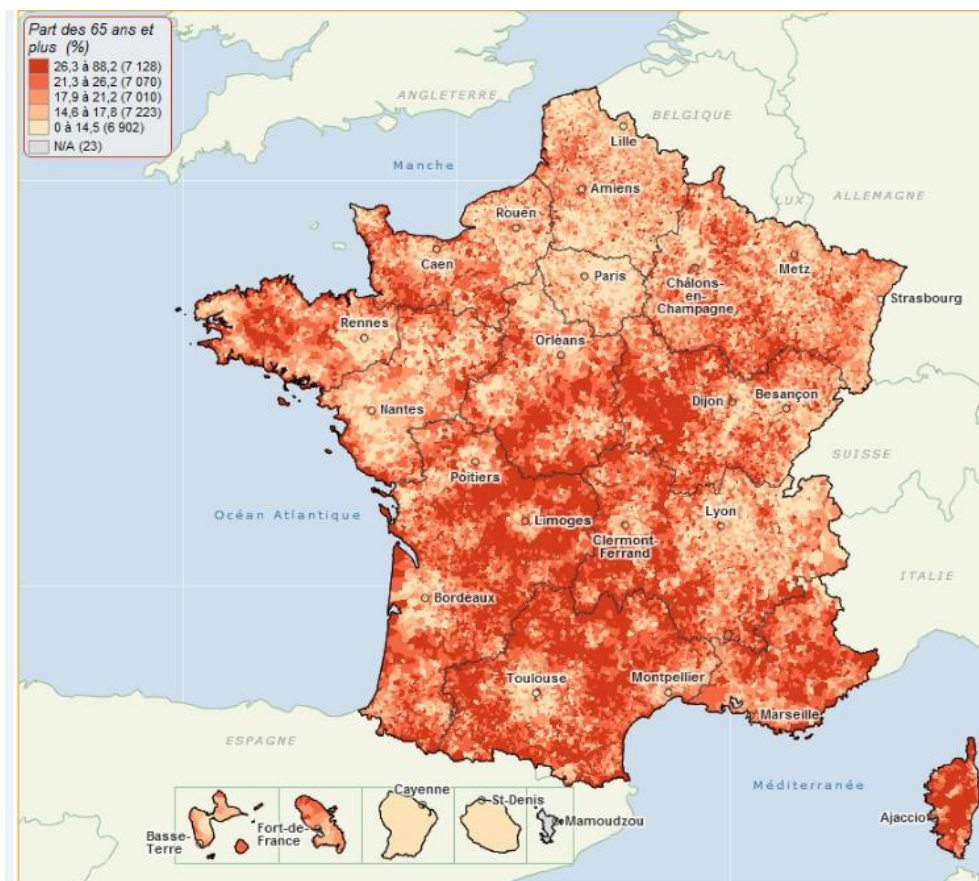 Part des 65 ans et
plus (%)
26,3 à 88,2 (7 128)
21,3 à 26,2 (7 070)
17,9 à 21,2 (7 010)
14,6 à 17,8 (7 223)
0 à 14,5 (6 902)
N/A (23)
ANGLETERRE
BELGIQUE
Lille
Manche
Amiens
LUX
ALLEMAGNE
Rouen
Caen
Paris
Metz
Châlons-
en-
Champagne
Strasbourg
Rennes
Orléans
Dijon
Besançon
Nantes
SUISSE
Poitiers
Océan Atlantique
Limoges
Lyon
Clermont-
Ferrand
ITALIE
Bordeaux
Toulouse
Montpellier
Marseille
ESPAGNE
Méditerranée
Cayenne
St-Denis
Basse-
Terre
Fort-de-
France
Mamoudzou
Ajaccio